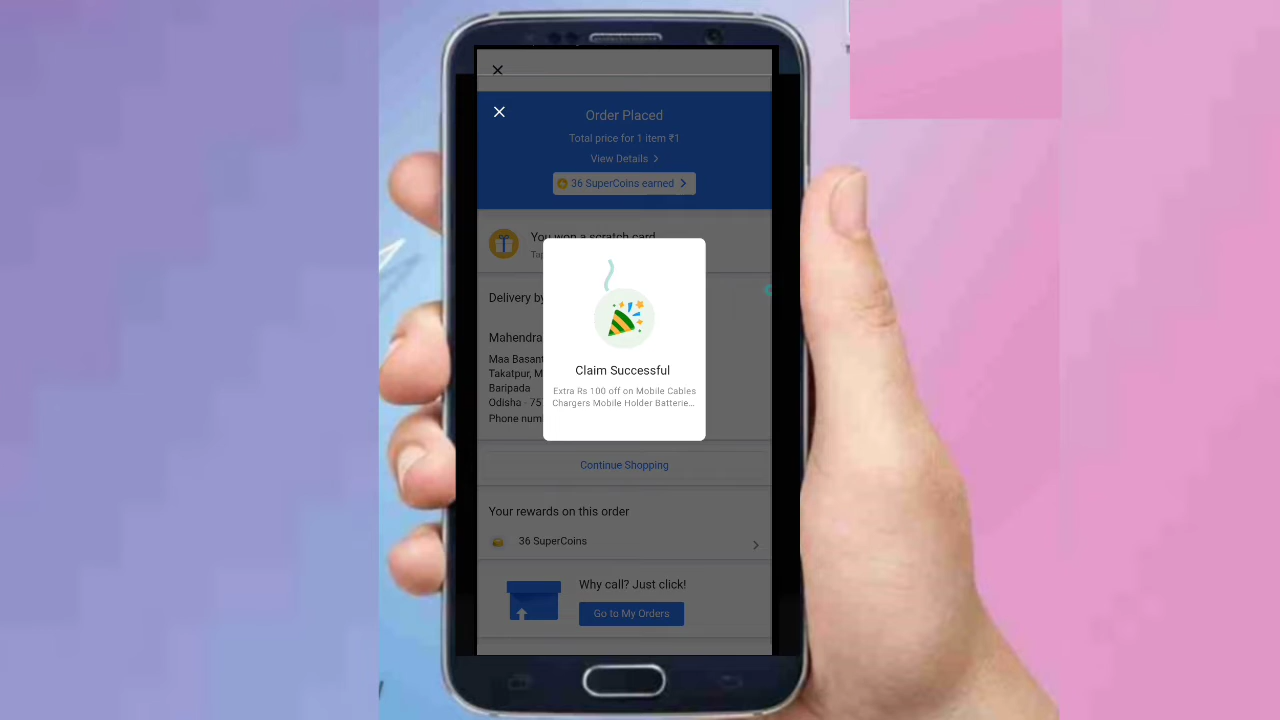 Order Placed
Total price for 1 item ₹1
View Details
36 SuperCoins earned
You won a scratch card
Delivery by
Mahendra
Maa Basant
Takatpur, M
Baripada
Odisha · 75
Phone num
Claim Successful
Extra Rs 100 off on Mobile Cables
Chargers Mobile Holder Batterie...
Continue Shopping
Your rewards on this order
36 SuperCoins
Why call? Just click!
Go to My Orders